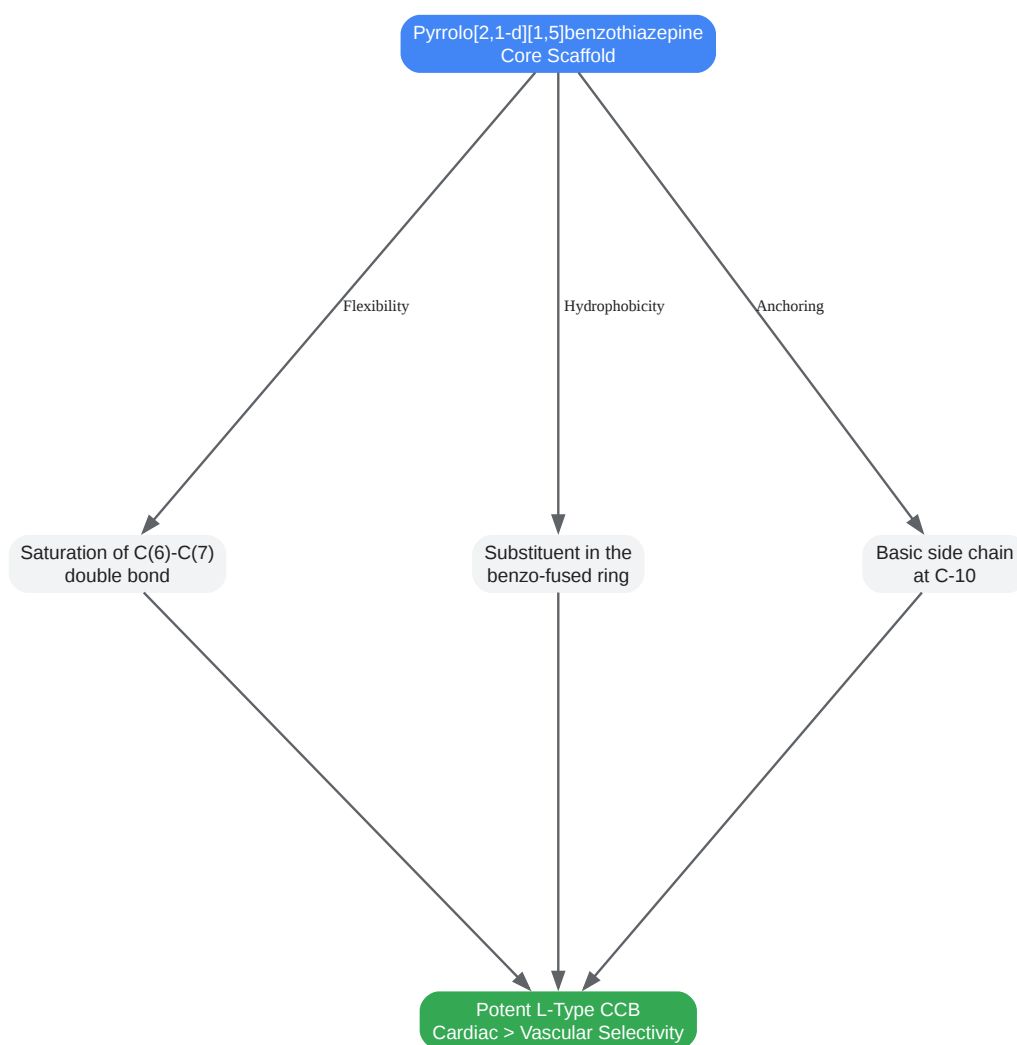 Pyrrolo[2,1-d][1,5]benzothiazepine
Core Scaffold
Flexibility
Hydrophobicity
Anchoring
Saturation of C(6)-C(7)
double bond
Substituent in the
benzo-fused ring
Basic side chain
at C-10
Potent L-Type CCB
Cardiac > Vascular Selectivity